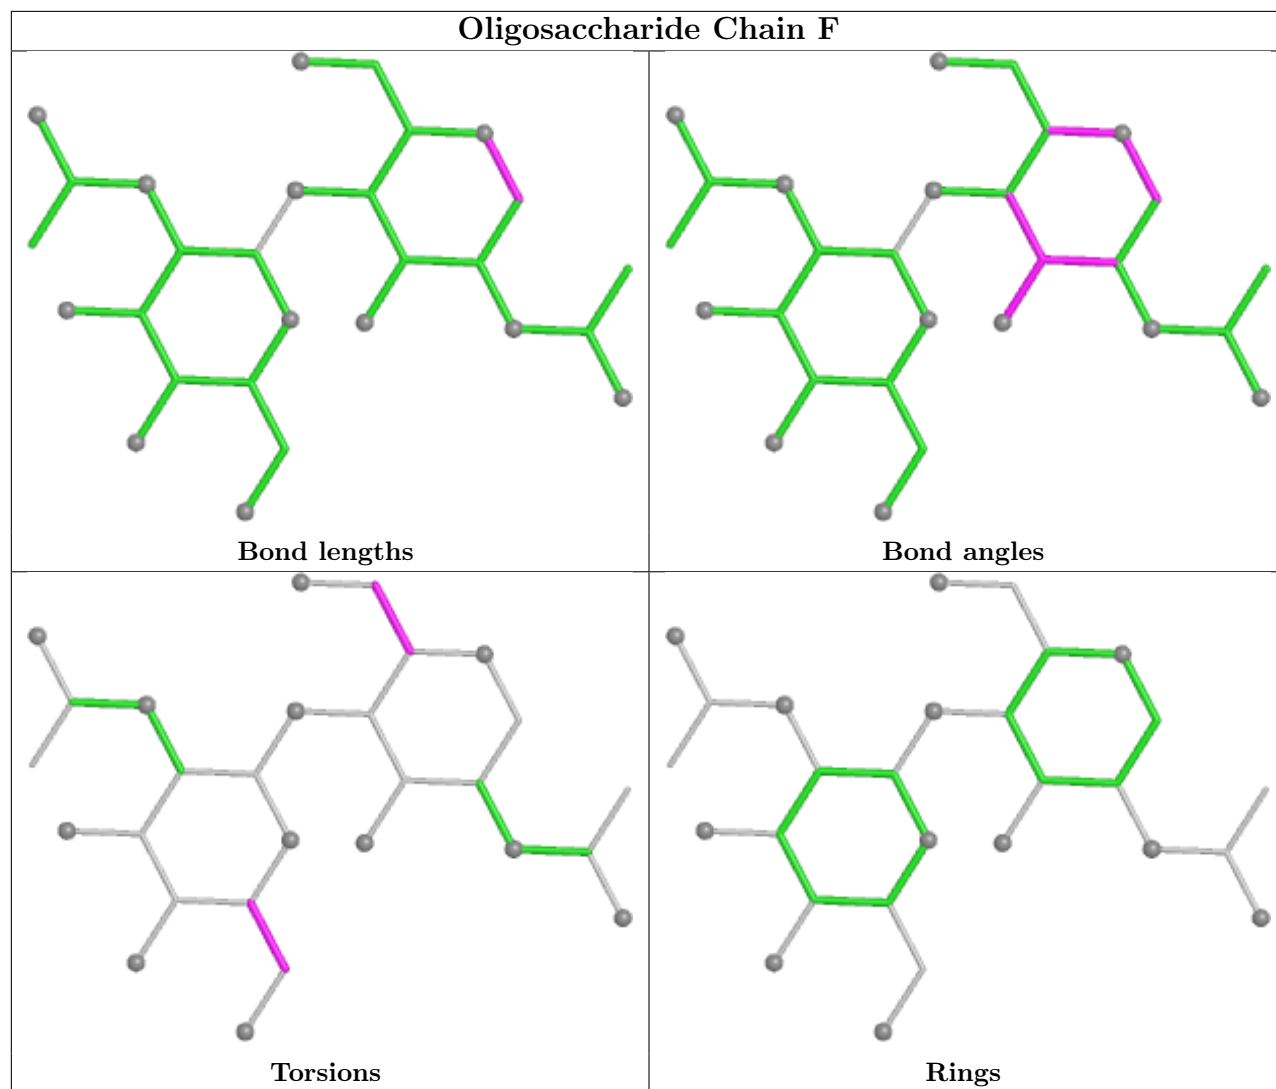 Oligosaccharide Chain F
Bond lengths
Bond angles
Torsions
Rings